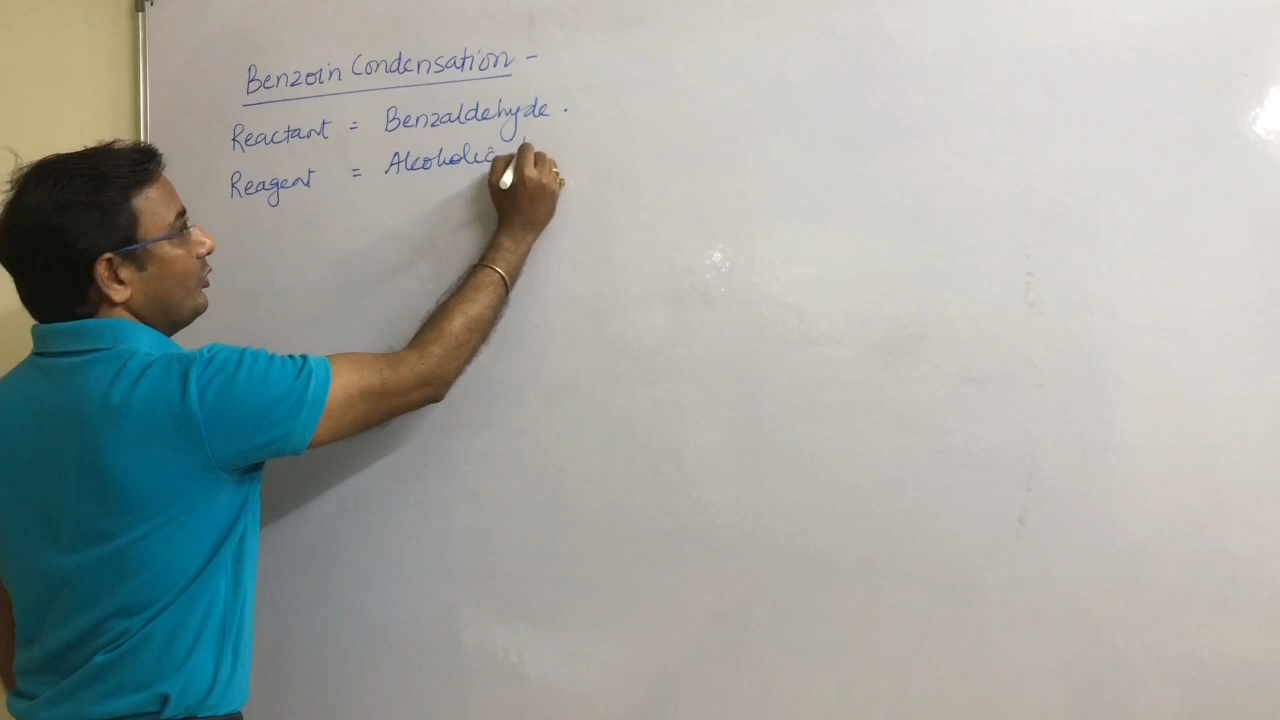 Benzoin Condensation -
Reactant = Benzaldehyde.
Reagent = Alcoholic